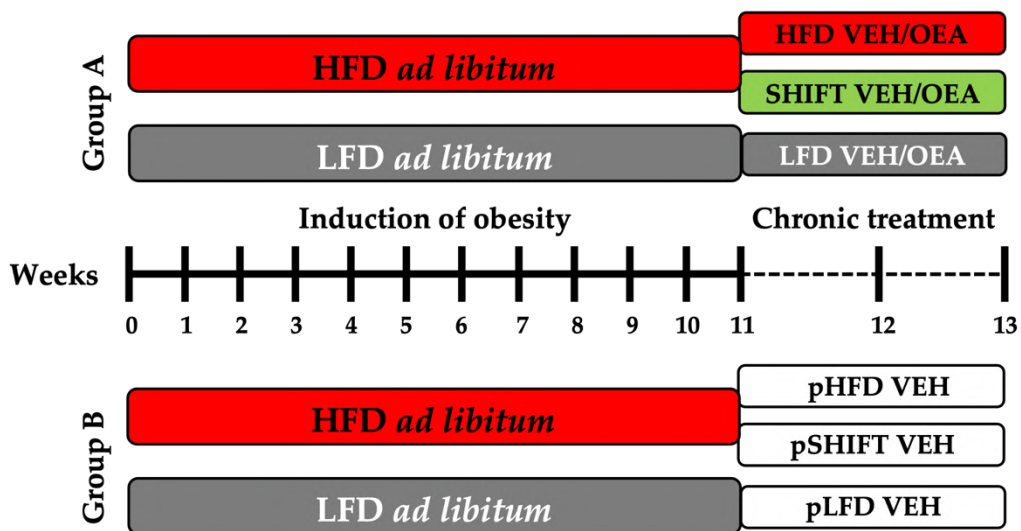 Group A
HFD ad libitum
HFD VEH/OEA
SHIFT VEH/OEA
LFD ad libitum
LFD VEH/OEA
Induction of obesity
Chronic treatment
Weeks
0 1 2 3 4 5 6 7 8 9 10 11 12 13
Group B
HFD ad libitum
pHFD VEH
pSHIFT VEH
LFD ad libitum
pLFD VEH